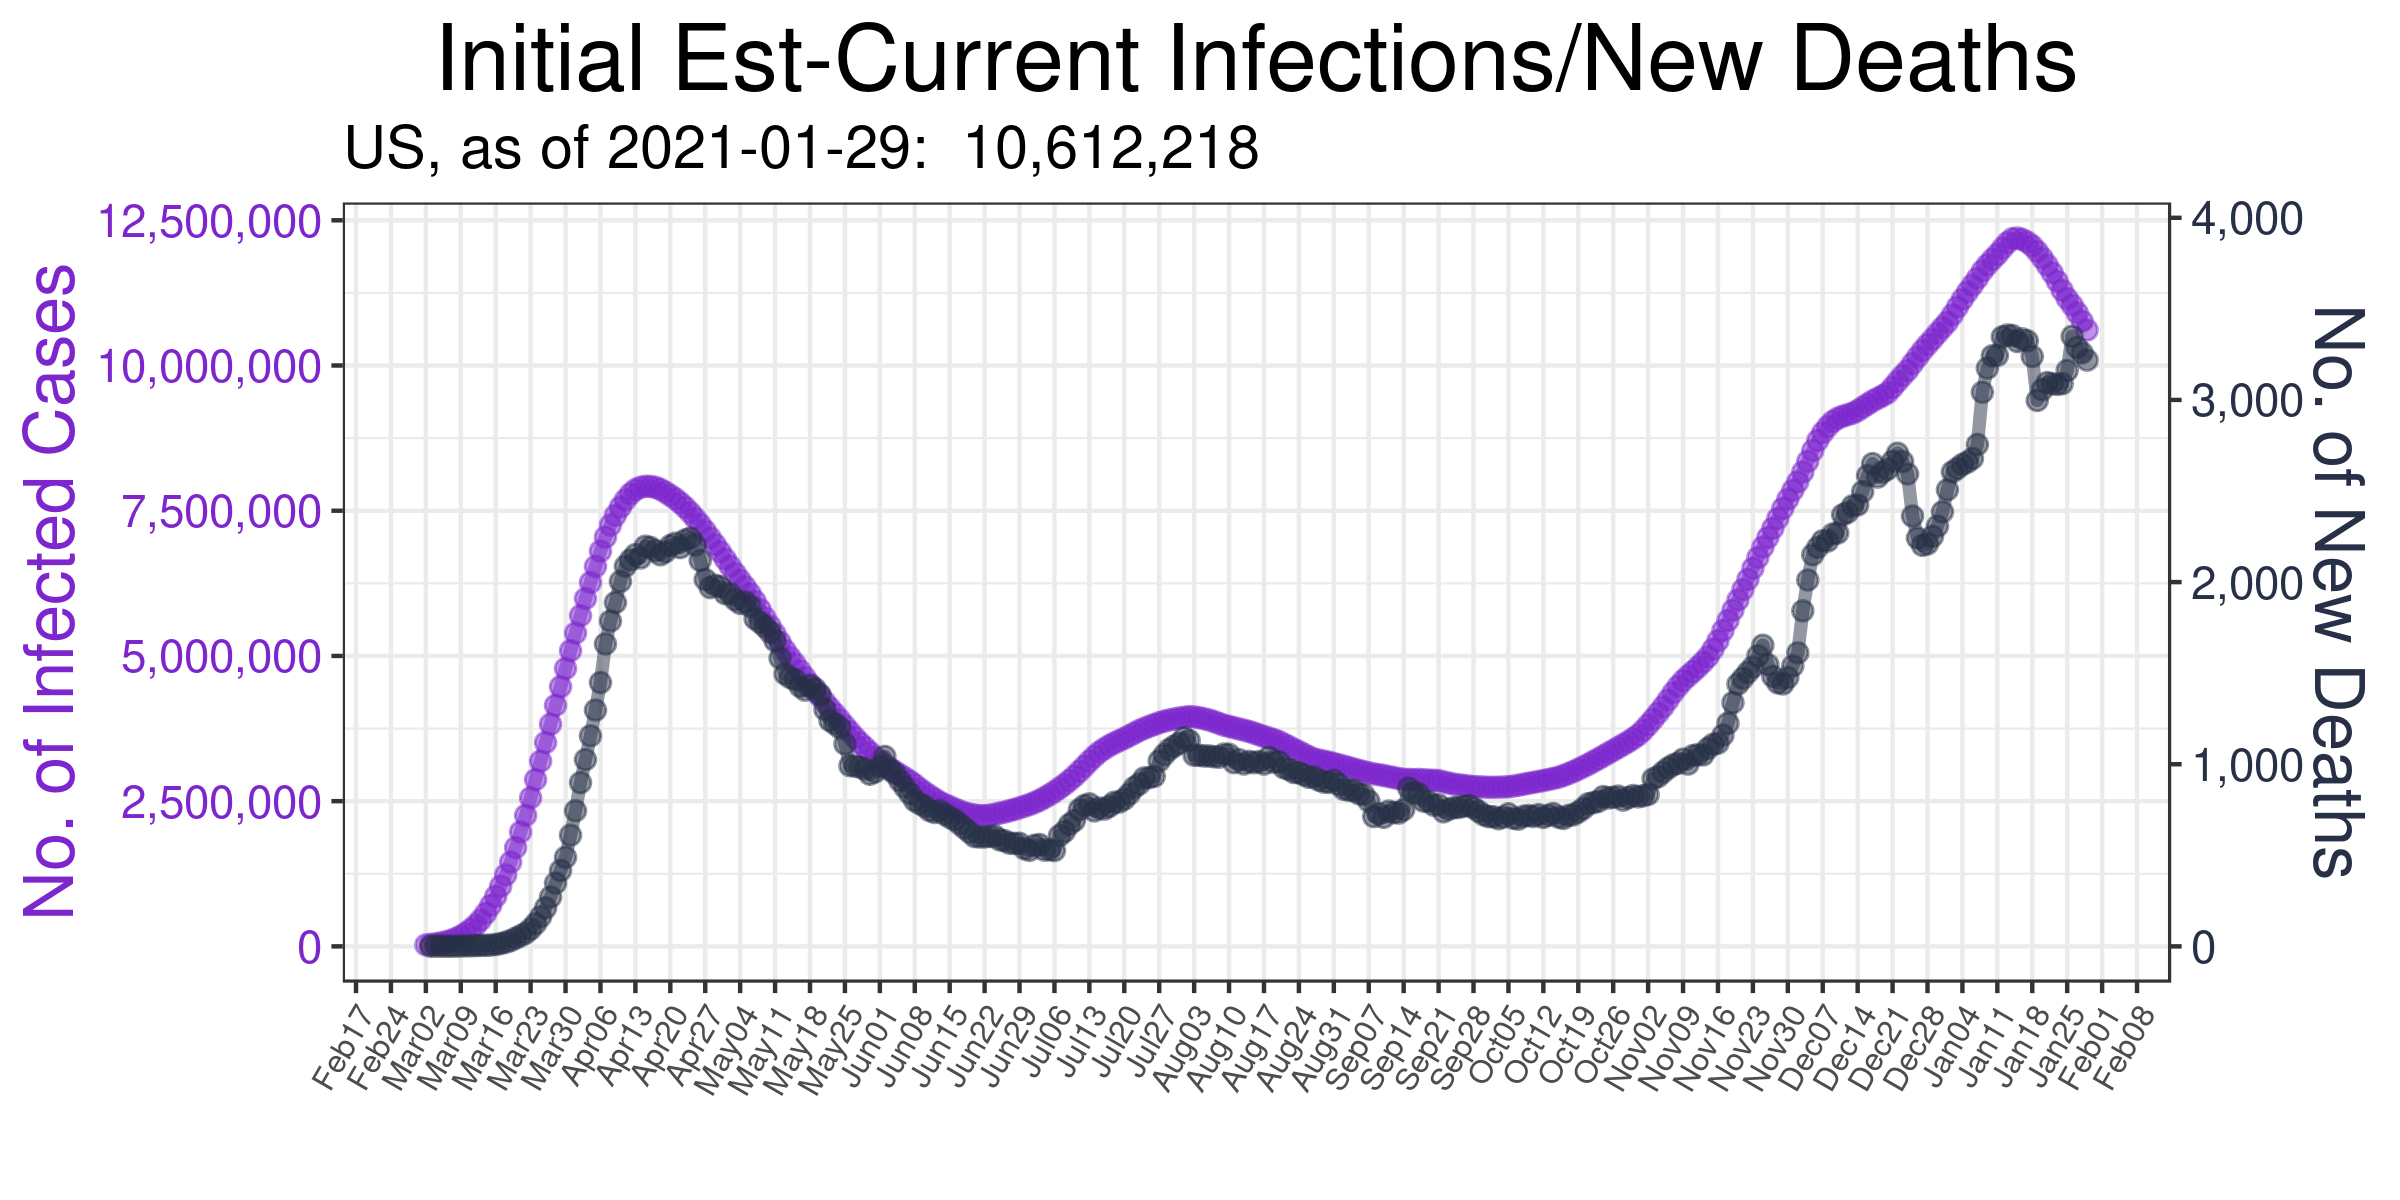 Initial Est-Current Infections/New Deaths
US, as of 2021-01-29:  10,612,218
No. of Infected Cases
12,500,000
10,000,000
7,500,000
5,000,000
2,500,000
0
4,000
3,000
2,000
1,000
0
No. of New Deaths
Feb17
Feb24
Mar02
Mar09
Mar16
Mar23
Mar30
Apr06
Apr13
Apr20
Apr27
May04
May11
May18
May25
Jun01
Jun08
Jun15
Jun22
Jun29
Jul06
Jul13
Jul20
Jul27
Aug03
Aug10
Aug17
Aug24
Aug31
Sep07
Sep14
Sep21
Sep28
Oct05
Oct12
Oct19
Oct26
Nov02
Nov09
Nov16
Nov23
Nov30
Dec07
Dec14
Dec21
Dec28
Jan04
Jan11
Jan18
Jan25
Feb01
Feb08